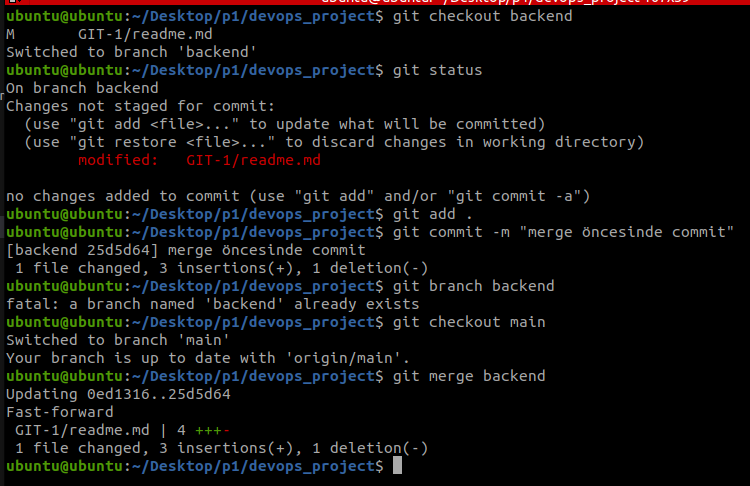 ubuntu@ubuntu:~/Desktop/p1/devops_project$ git checkout backend
M       GIT-1/readme.md
Switched to branch 'backend'
ubuntu@ubuntu:~/Desktop/p1/devops_project$ git status
On branch backend
Changes not staged for commit:
  (use "git add <file>..." to update what will be committed)
  (use "git restore <file>..." to discard changes in working directory)
        modified:   GIT-1/readme.md

no changes added to commit (use "git add" and/or "git commit -a")
ubuntu@ubuntu:~/Desktop/p1/devops_project$ git add .
ubuntu@ubuntu:~/Desktop/p1/devops_project$ git commit -m "merge öncesinde commit"
[backend 25d5d64] merge öncesinde commit
 1 file changed, 3 insertions(+), 1 deletion(-)
ubuntu@ubuntu:~/Desktop/p1/devops_project$ git branch backend
fatal: a branch named 'backend' already exists
ubuntu@ubuntu:~/Desktop/p1/devops_project$ git checkout main
Switched to branch 'main'
Your branch is up to date with 'origin/main'.
ubuntu@ubuntu:~/Desktop/p1/devops_project$ git merge backend
Updating 0ed1316..25d5d64
Fast-forward
 GIT-1/readme.md | 4 +++-
 1 file changed, 3 insertions(+), 1 deletion(-)
ubuntu@ubuntu:~/Desktop/p1/devops_project$